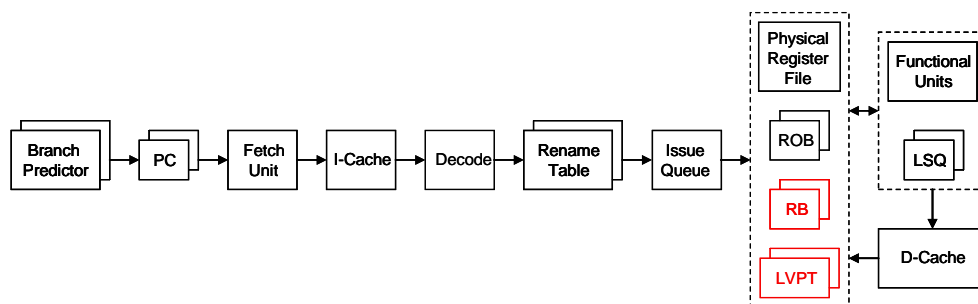 Branch
Predictor
PC
Fetch
Unit
I-Cache
Decode
Rename
Table
Issue
Queue
Physical
Register
File
ROB
RB
LVPT
Functional
Units
LSQ
D-Cache